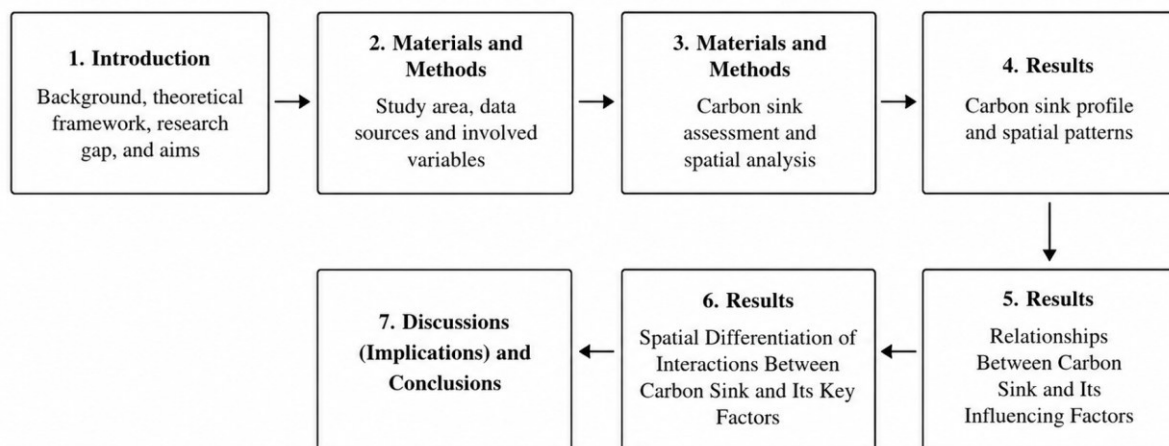 1. Introduction
Background, theoretical
framework, research
gap, and aims
2. Materials and
Methods
Study area, data
sources and involved
variables
3. Materials and
Methods
Carbon sink
assessment and
spatial analysis
4. Results
Carbon sink profile
and spatial patterns
5. Results
Relationships
Between Carbon
Sink and Its
Influencing Factors
6. Results
Spatial Differentiation of
Interactions Between
Carbon Sink and Its Key
Factors
7. Discussions
(Implications) and
Conclusions